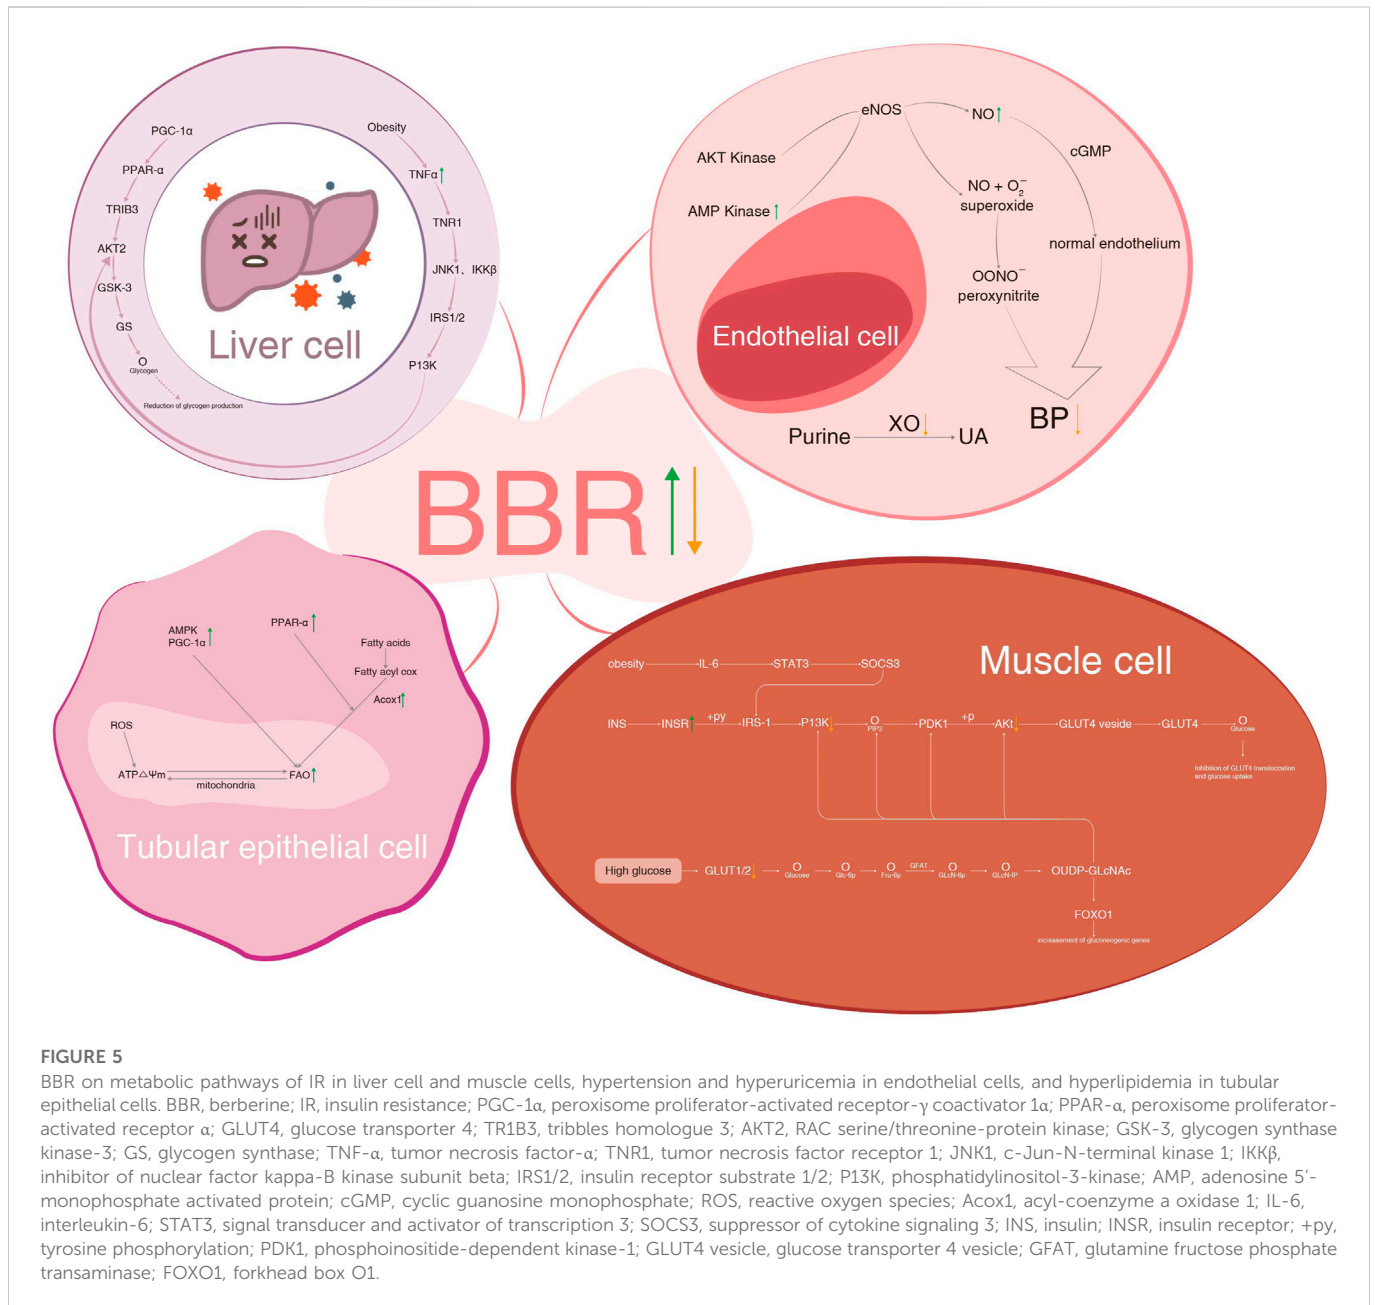 PGC-1α
PPAR-α
TRIB3
AKT2
GSK-3
GS
O
Glycogen
Reduction of glycogen production
Obesity
TNFα
TNR1
JNK1、IKKβ
IRS1/2
P13K
Liver cell
eNOS
NO
AKT Kinase
cGMP
AMP Kinase
NO + O₂⁻
superoxide
normal endothelium
OONO⁻
peroxynitrite
Endothelial cell
BP
Purine
XO
UA
BBR
AMPK
PGC-1α
PPAR-α
Fatty acids
Fatty acyl cox
Acox1
ROS
ATP△Ψm
FAO
mitochondria
Tubular epithelial cell
Muscle cell
obesity IL-6 STAT3 SOCS3
INS INSR +py IRS-1 P13K O PDK1 +p AKt GLUT4 veside GLUT4 O
PIP3 Glucose
Inhibition of GLUT4 transloccation
and glucose uptake
High glucose GLUT1/2 O O O GFAT O O OUDP-GLcNAc
Glucose Glc-6p Fru-6p GLcN-6p GLcN-IP
FOXO1
increasement of gluconeogenic genes
FIGURE 5
BBR on metabolic pathways of IR in liver cell and muscle cells, hypertension and hyperuricemia in endothelial cells, and hyperlipidemia in tubular
epithelial cells. BBR, berberine; IR, insulin resistance; PGC-1α, peroxisome proliferator-activated receptor-γ coactivator 1α; PPAR-α, peroxisome proliferator-
activated receptor α; GLUT4, glucose transporter 4; TR1B3, tribbles homologue 3; AKT2, RAC serine/threonine-protein kinase; GSK-3, glycogen synthase
kinase-3; GS, glycogen synthase; TNF-α, tumor necrosis factor-α; TNR1, tumor necrosis factor receptor 1; JNK1, c-Jun-N-terminal kinase 1; IKKβ,
inhibitor of nuclear factor kappa-B kinase subunit beta; IRS1/2, insulin receptor substrate 1/2; P13K, phosphatidylinositol-3-kinase; AMP, adenosine 5′-
monophosphate activated protein; cGMP, cyclic guanosine monophosphate; ROS, reactive oxygen species; Acox1, acyl-coenzyme a oxidase 1; IL-6,
interleukin-6; STAT3, signal transducer and activator of transcription 3; SOCS3, suppressor of cytokine signaling 3; INS, insulin; INSR, insulin receptor; +py,
tyrosine phosphorylation; PDK1, phosphoinositide-dependent kinase-1; GLUT4 vesicle, glucose transporter 4 vesicle; GFAT, glutamine fructose phosphate
transaminase; FOXO1, forkhead box O1.